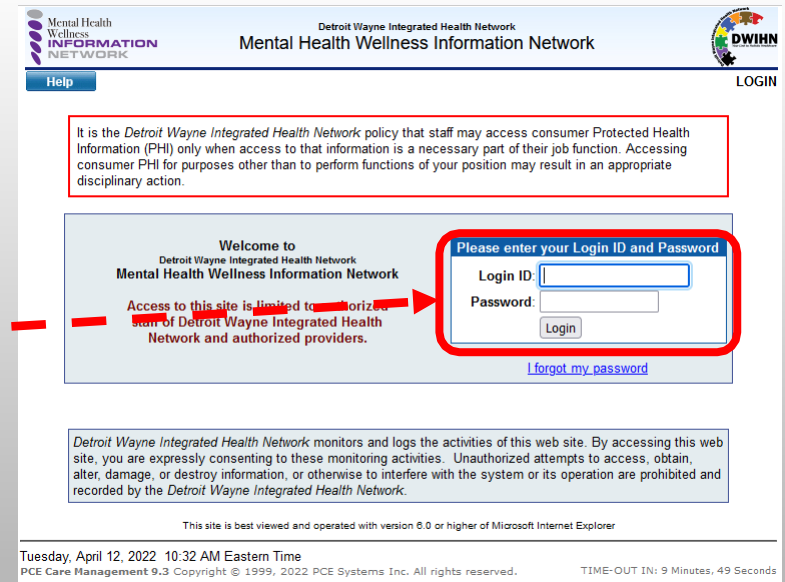 Mental Health
Wellness
INFORMATION
NETWORK
Detroit Wayne Integrated Health Network
Mental Health Wellness Information Network
DWIHN
Help
LOGIN
It is the Detroit Wayne Integrated Health Network policy that staff may access consumer Protected Health
Information (PHI) only when access to that information is a necessary part of their job function. Accessing
consumer PHI for purposes other than to perform functions of your position may result in an appropriate
disciplinary action.
Welcome to
Detroit Wayne Integrated Health Network
Mental Health Wellness Information Network
Access to this site is limited to authorized
staff of Detroit Wayne Integrated Health
Network and authorized providers.
Please enter your Login ID and Password
Login ID:
Password:
Login
I forgot my password
Detroit Wayne Integrated Health Network monitors and logs the activities of this web site. By accessing this web
site, you are expressly consenting to these monitoring activities. Unauthorized attempts to access, obtain,
alter, damage, or destroy information, or otherwise to interfere with the system or its operation are prohibited and
recorded by the Detroit Wayne Integrated Health Network.
This site is best viewed and operated with version 6.0 or higher of Microsoft Internet Explorer
Tuesday, April 12, 2022 10:32 AM Eastern Time
PCE Care Management 9.3 Copyright © 1999, 2022 PCE Systems Inc. All rights reserved.
TIME-OUT IN: 9 Minutes, 49 Seconds